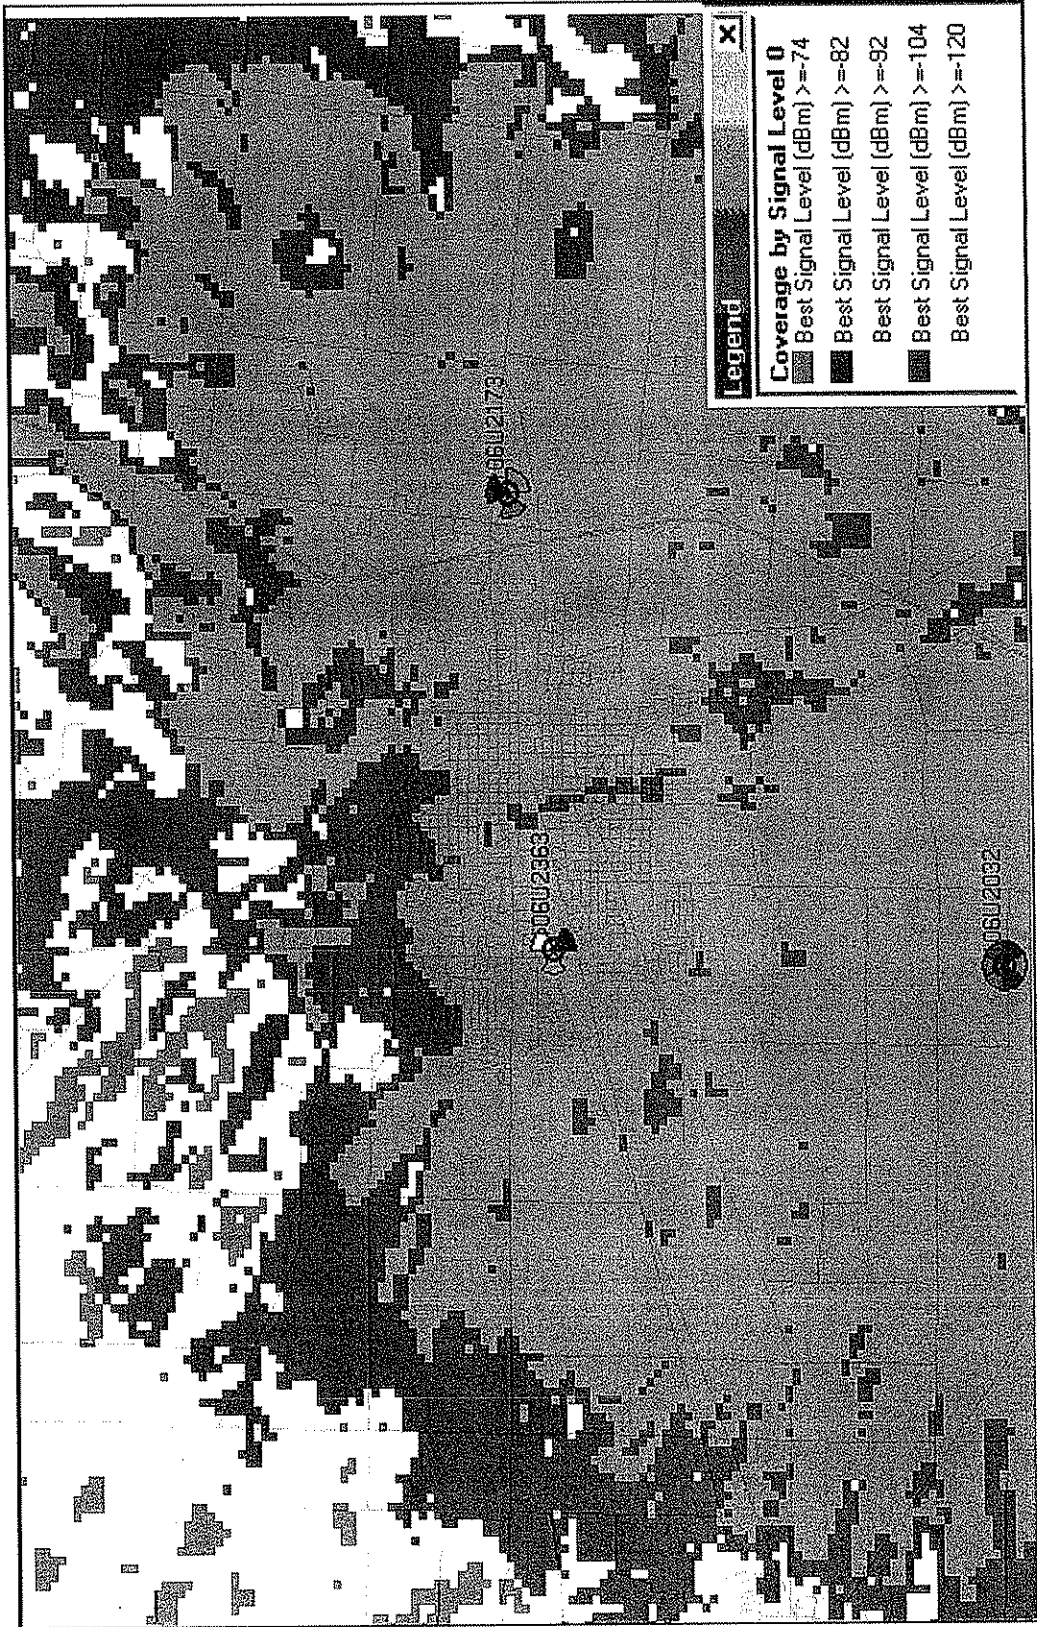 06U2173
06U2363
06U2032
Legend
X
Coverage by Signal Level 0
Best Signal Level (dBm) >=-74
Best Signal Level (dBm) >=-82
Best Signal Level (dBm) >=-92
Best Signal Level (dBm) >=-104
Best Signal Level (dBm) >=-120